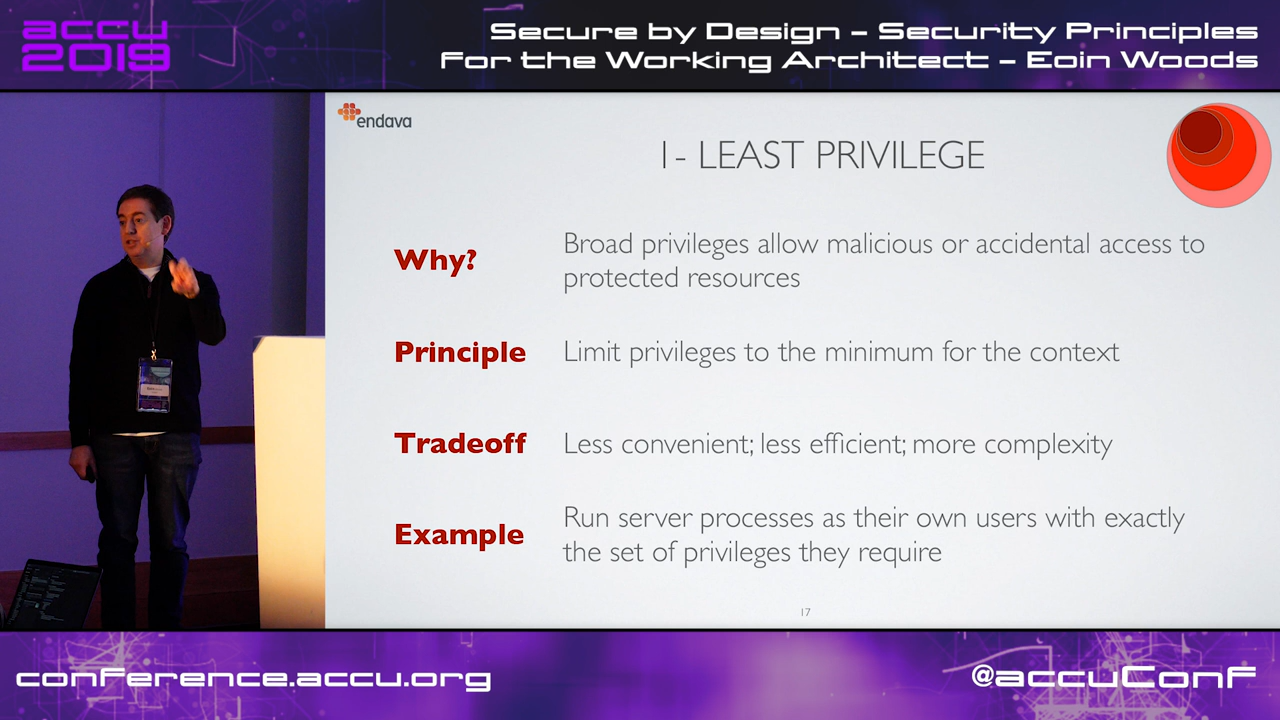 accu
2019
Secure by Design – Security Principles
For the Working Architect – Eoin Woods
endava
1- LEAST PRIVILEGE
Why?
Broad privileges allow malicious or accidental access to
protected resources
Principle
Limit privileges to the minimum for the context
Tradeoff
Less convenient; less efficient; more complexity
Example
Run server processes as their own users with exactly
the set of privileges they require
17
conference.accu.org
@accuConf